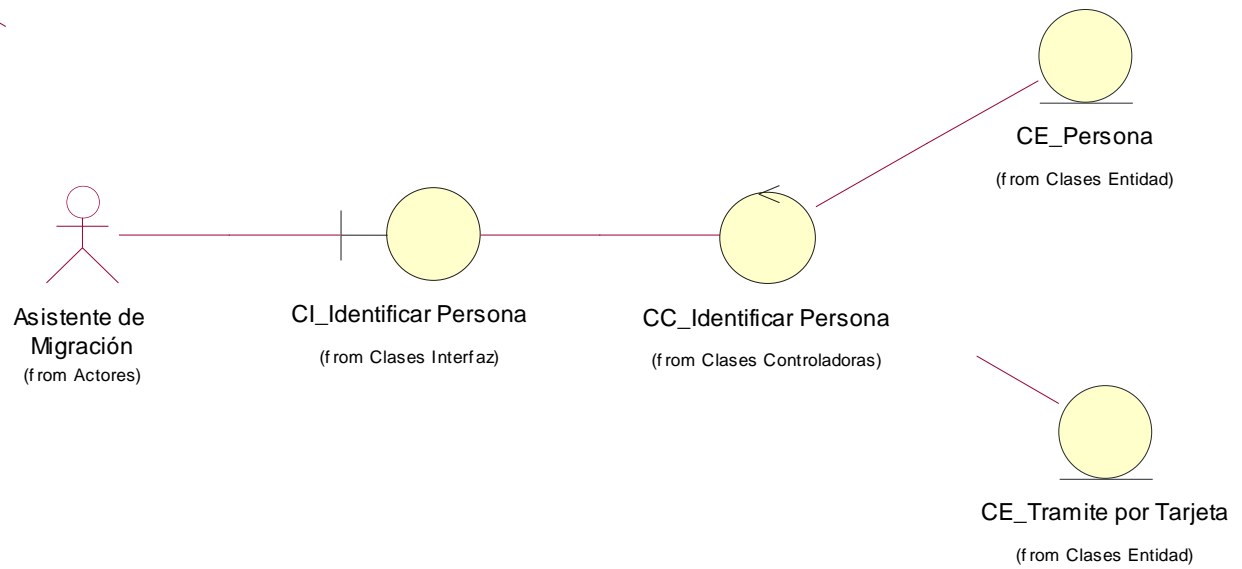 CE_Persona
(from Clases Entidad)
Asistente de
Migración
(from Actores)
CI_Identificar Persona
(from Clases Interfaz)
CC_Identificar Persona
(from Clases Controladoras)
CE_Tramite por Tarjeta
(from Clases Entidad)